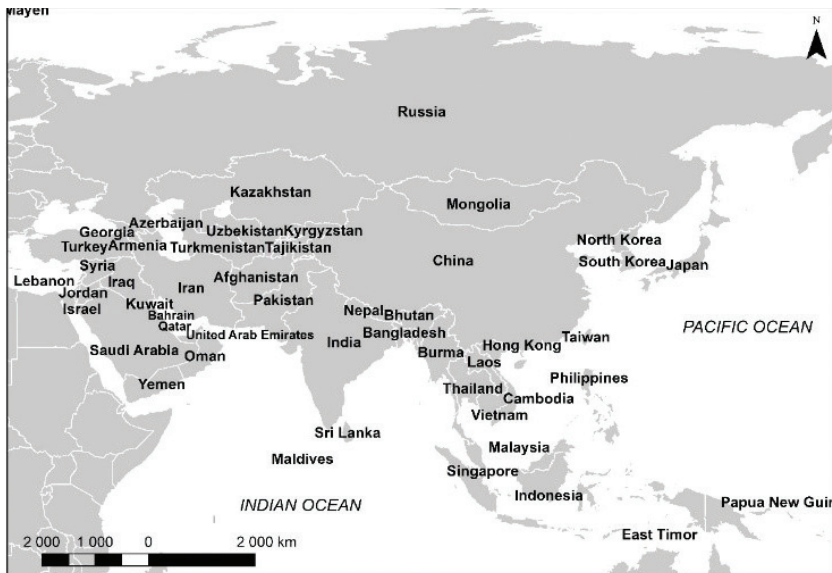 Mayen
N
Russia
Kazakhstan
Mongolia
Azerbaijan
Georgia
Uzbekistan Kyrgyzstan
North Korea
Turkey Armenia
Turkmenistan Tajikistan
China
South Korea
Japan
Syria
Lebanon
Iraq
Iran
Afghanistan
Jordan
Kuwait
Pakistan
Israel
Bahrain
Nepal
Bhutan
Qatar
United Arab Emirates
Bangladesh
PACIFIC OCEAN
India
Taiwan
Hong Kong
Saudi Arabia
Oman
Burma
Laos
Yemen
Philippines
Thailand
Cambodia
Vietnam
Sri Lanka
Malaysia
Maldives
Singapore
Indonesia
INDIAN OCEAN
Papua New Guin
East Timor
2 000 1 000 0 2 000 km